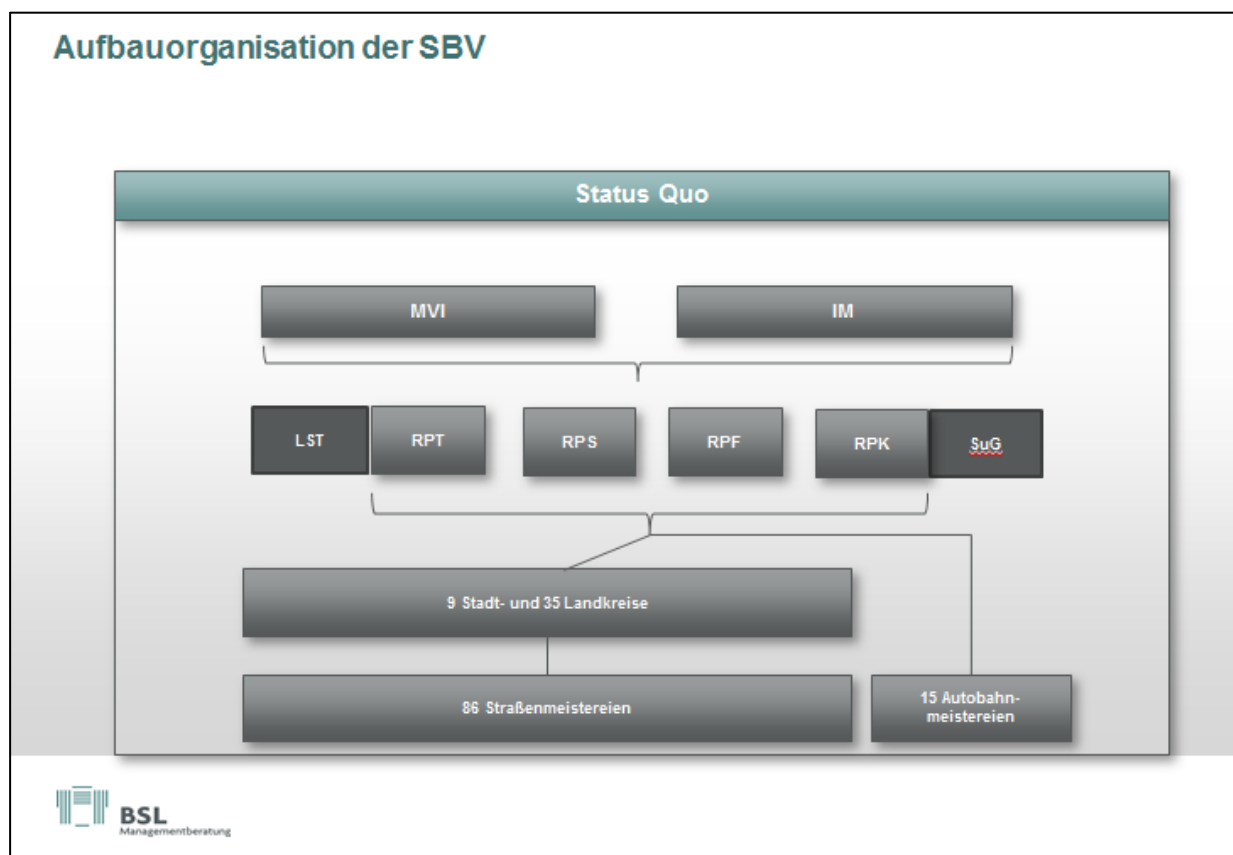 Aufbauorganisation der SBV
Status Quo
MVI
IM
LST
RPT
RPS
RPF
RPK
SuG
9 Stadt- und 35 Landkreise
86 Straßenmeistereien
15 Autobahn-
meistereien
BSL
Managementberatung